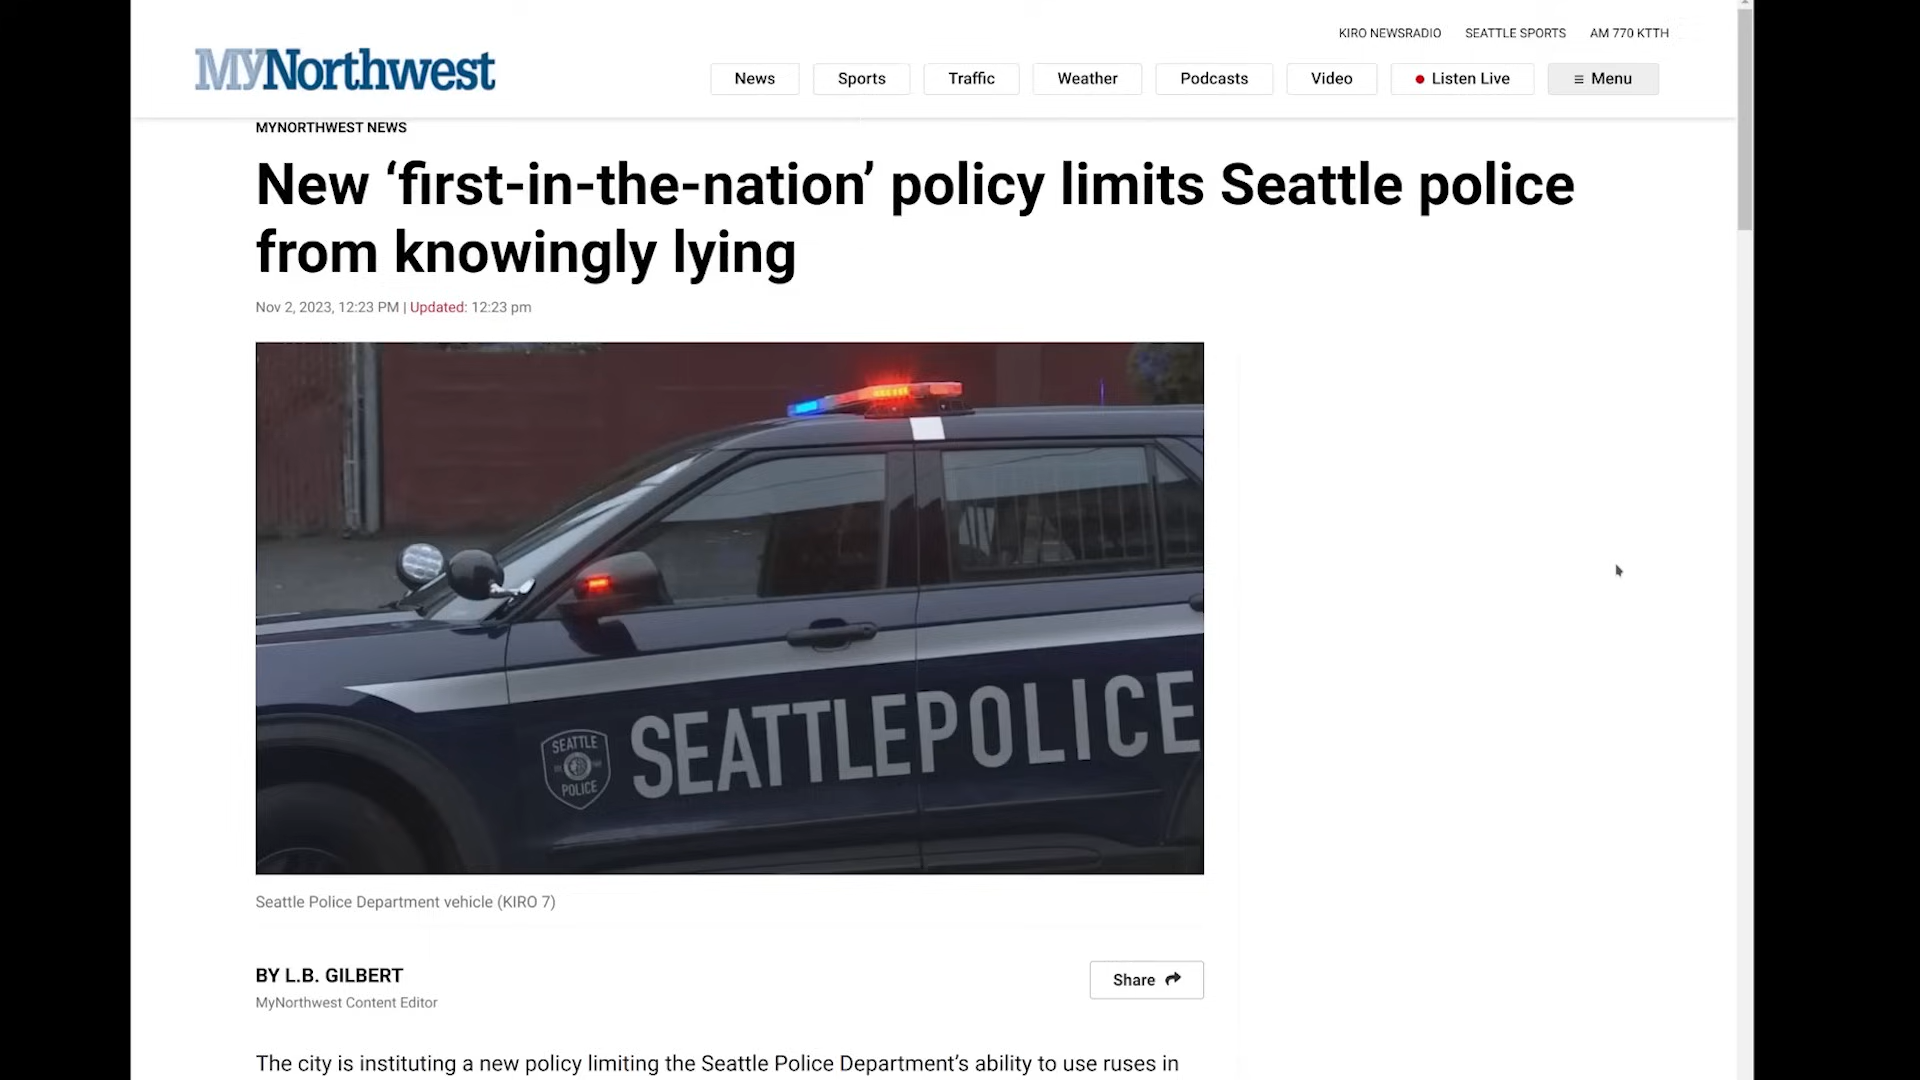 KIRO NEWSRADIO SEATTLE SPORTS AM 770 KTTH
MYNorthwest
News Sports Traffic Weather Podcasts Video Listen Live ≡ Menu
MYNORTHWEST NEWS
New ‘first-in-the-nation’ policy limits Seattle police
from knowingly lying
Nov 2, 2023, 12:23 PM | Updated: 12:23 pm
SEATTLE
POLICE
SEATTLEPOLICE
Seattle Police Department vehicle (KIRO 7)
BY L.B. GILBERT
Share
MyNorthwest Content Editor
The city is instituting a new policy limiting the Seattle Police Department’s ability to use ruses in